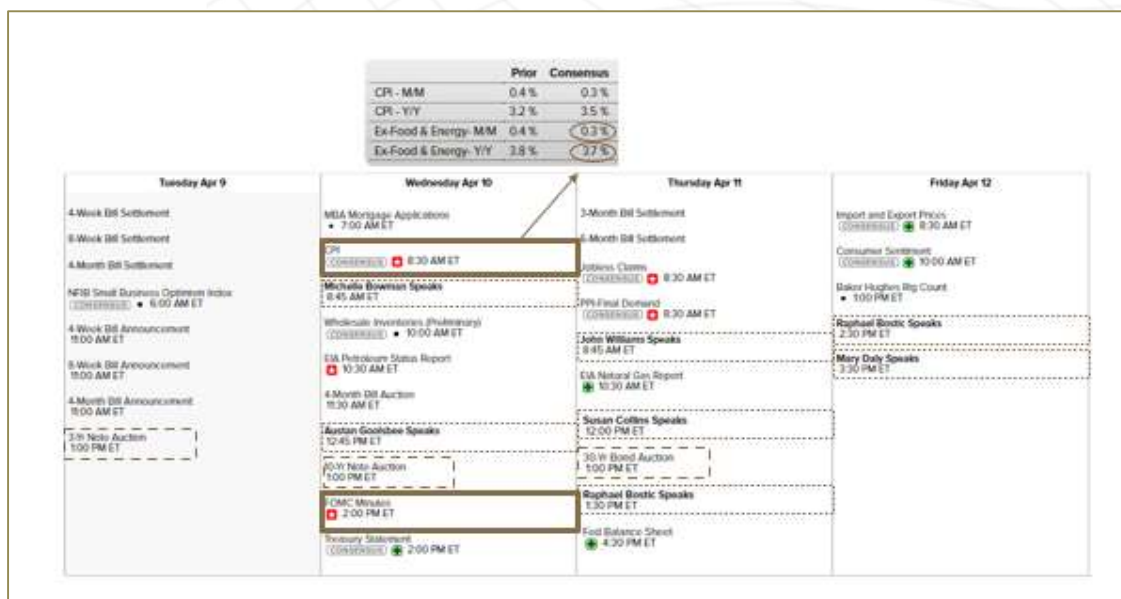 Prior Consensus
CPI - M/M 0.4 % 0.3 %
CPI - Y/Y 3.2 % 3.5 %
Ex-Food & Energy- M/M 0.4 % 0.3 %
Ex-Food & Energy- Y/Y 3.8 % 3.7 %
Tuesday Apr 9
4-Week Bill Settlement
8-Week Bill Settlement
4-Month Bill Settlement
NFIB Small Business Optimism Index
CONSENSUS 6:00 AM ET
4-Week Bill Announcement
11:00 AM ET
8-Week Bill Announcement
11:00 AM ET
4-Month Bill Announcement
11:00 AM ET
3-Yr Note Auction
1:00 PM ET
Wednesday Apr 10
MBA Mortgage Applications
7:00 AM ET
CPI
CONSENSUS 8:30 AM ET
Michelle Bowman Speaks
8:45 AM ET
Wholesale Inventories (Preliminary)
CONSENSUS 10:00 AM ET
EIA Petroleum Status Report
10:30 AM ET
4-Month Bill Auction
11:30 AM ET
Austan Goolsbee Speaks
12:45 PM ET
10-Yr Note Auction
1:00 PM ET
FOMC Minutes
2:00 PM ET
Treasury Statement
CONSENSUS 2:00 PM ET
Thursday Apr 11
3-Month Bill Settlement
6-Month Bill Settlement
Jobless Claims
CONSENSUS 8:30 AM ET
PPI-Final Demand
CONSENSUS 8:30 AM ET
John Williams Speaks
8:45 AM ET
EIA Natural Gas Report
10:30 AM ET
Susan Collins Speaks
12:00 PM ET
30-Yr Bond Auction
1:00 PM ET
Raphael Bostic Speaks
1:30 PM ET
Fed Balance Sheet
4:30 PM ET
Friday Apr 12
Import and Export Prices
CONSENSUS 8:30 AM ET
Consumer Sentiment
CONSENSUS 10:00 AM ET
Baker Hughes Rig Count
1:00 PM ET
Raphael Bostic Speaks
2:30 PM ET
Mary Daly Speaks
3:30 PM ET